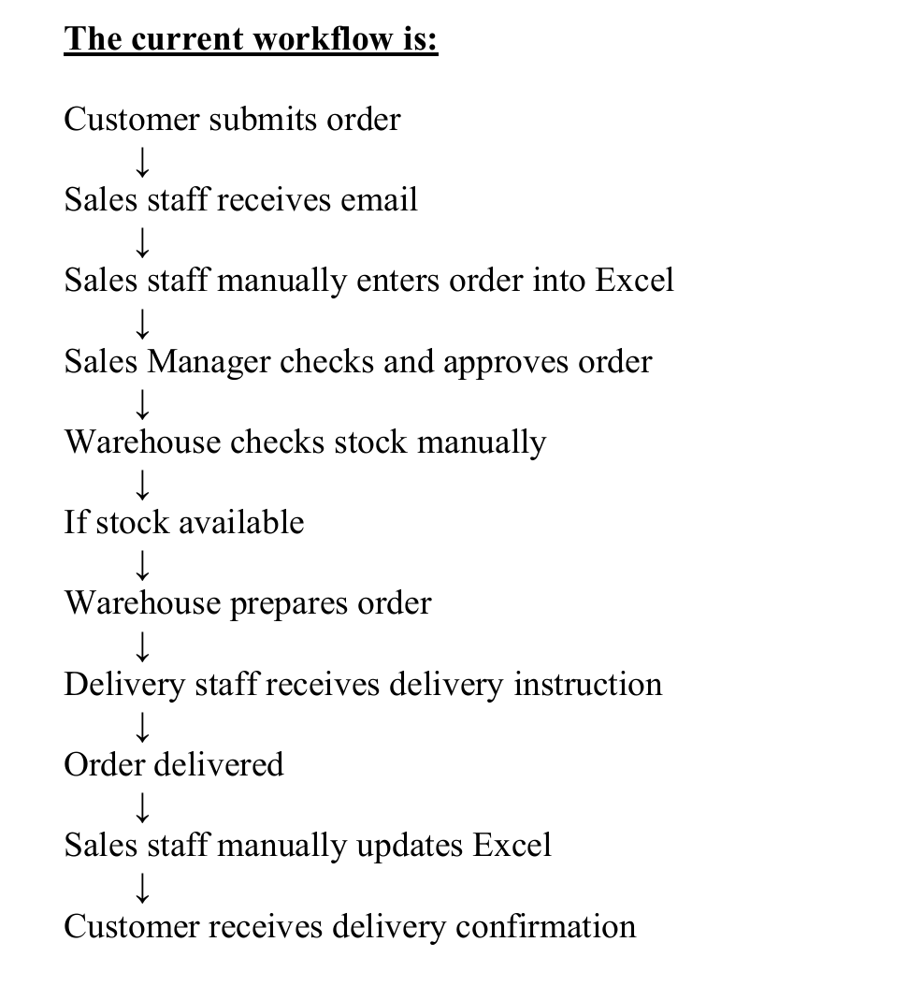 The current workflow is:
Customer submits order
↓
Sales staff receives email
↓
Sales staff manually enters order into Excel
↓
Sales Manager checks and approves order
↓
Warehouse checks stock manually
↓
If stock available
↓
Warehouse prepares order
↓
Delivery staff receives delivery instruction
↓
Order delivered
↓
Sales staff manually updates Excel
↓
Customer receives delivery confirmation